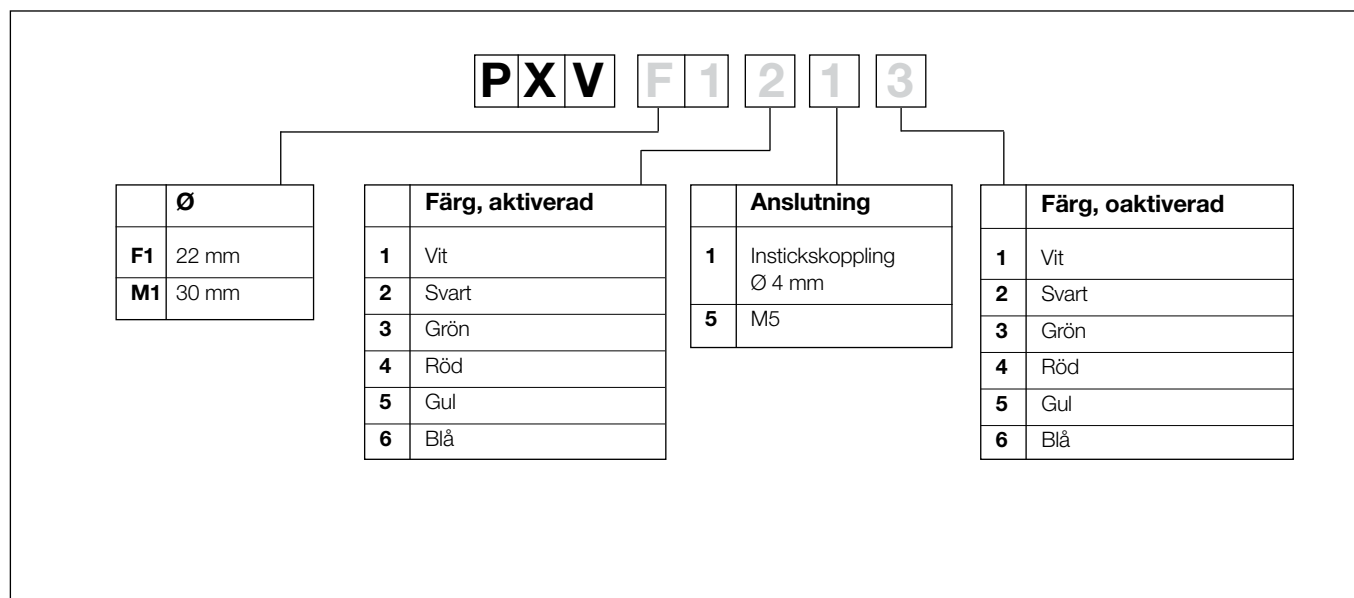 PXV F1 2 1 3
Ø
F1 22 mm
M1 30 mm
Färg, aktiverad
1 Vit
2 Svart
3 Grön
4 Röd
5 Gul
6 Blå
Anslutning
1 Instickskoppling
Ø 4 mm
5 M5
Färg, oaktiverad
1 Vit
2 Svart
3 Grön
4 Röd
5 Gul
6 Blå